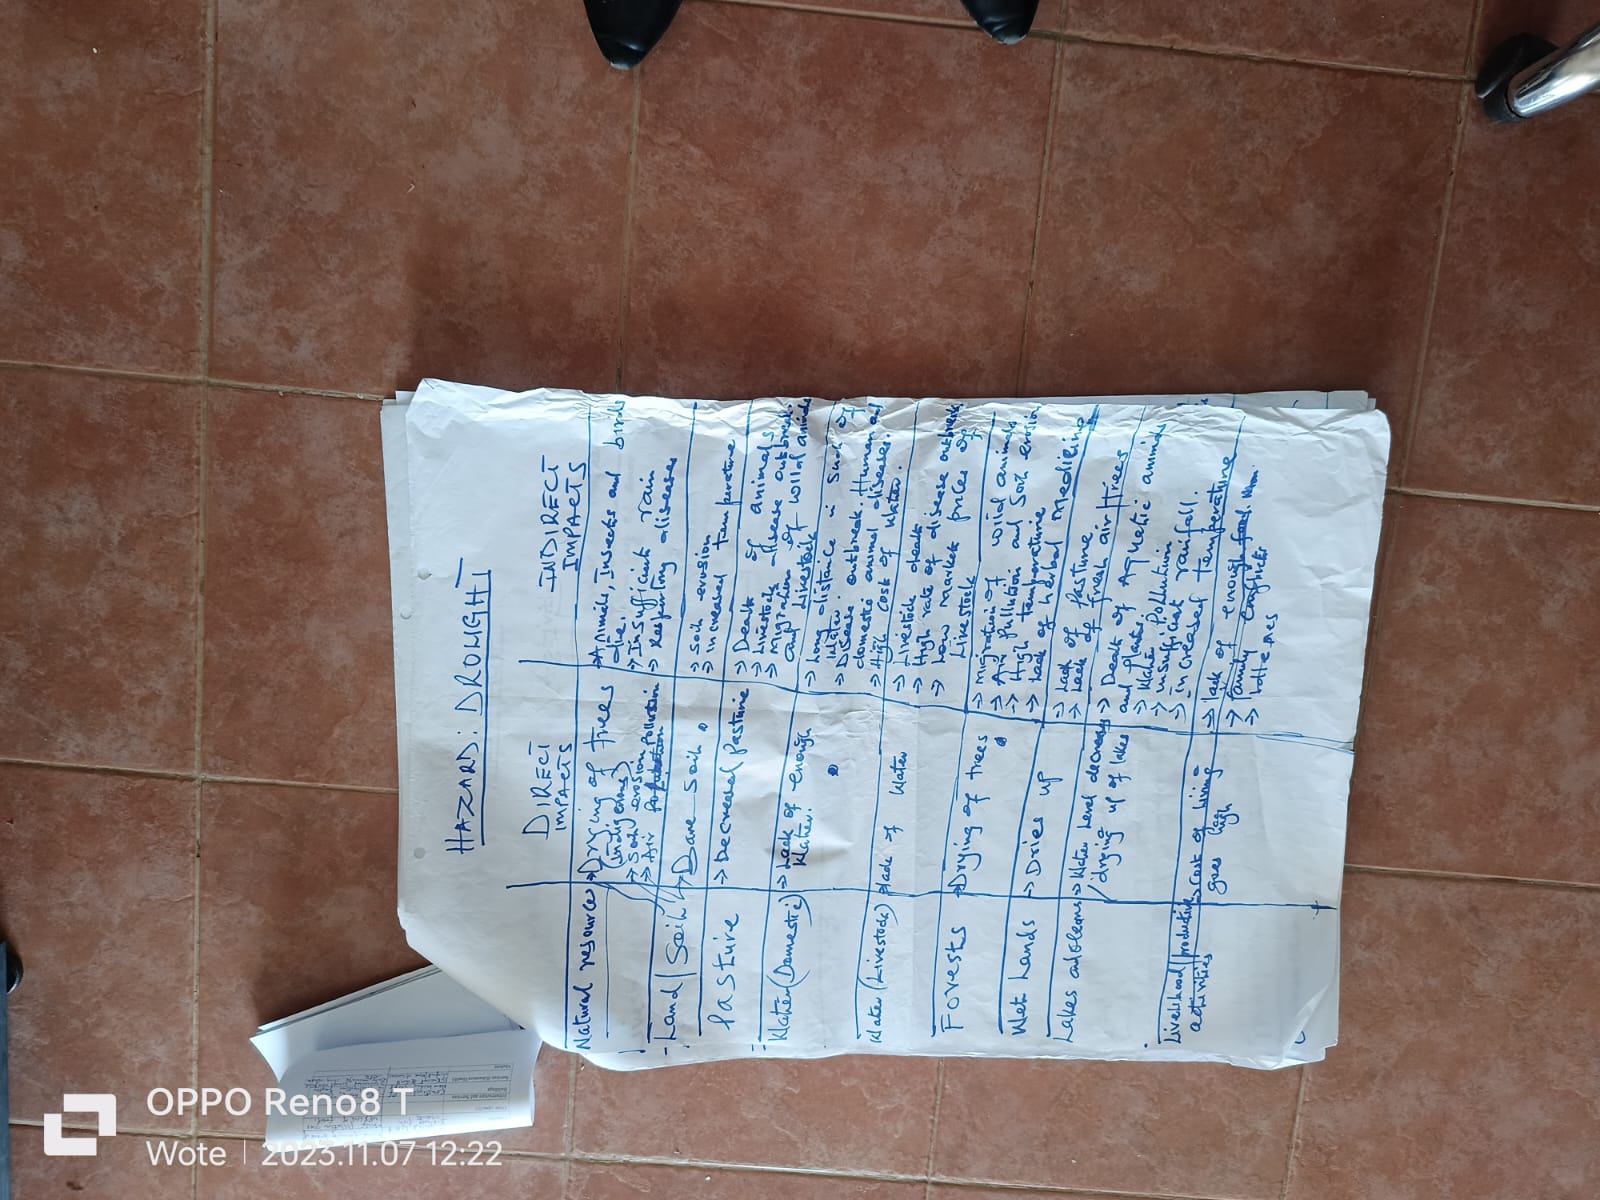 HAZARD: DROUGHT
DIRECT IMPACTS
INDIRECT IMPACTS
Natural resources
→ Drying of trees
(indigenous)
→ Soil erosion Pollution
→ Air Pollution
→ Animals, Insects and birds
die.
→ Insufficient rain
→ Respiratory diseases
- Land / Soil
→ Bare Soil.
→ Soil erosion
→ increased temperature
Pasture
→ Decreased Pasture
→ Death of animals
→ Livestock disease outbreak.
→ Migration of wild animals
and Livestock
Water (Domestic)
→ Lack of enough
Water.
→ Long distance in Such of
Water
→ Disease outbreak. Human and
domestic animal diseases.
→ High Cost of Water.
Water (Livestock)
→ Lack of Water
→ Livestock death
→ High rate of disease outbreak
→ Low market prices of
Livestock
Forests
→ Drying of trees
→ Migration of wild animals
→ Air Pollution and Soil erosion
→ High temperature
→ Lack of herbal medicine
Wet Lands
→ Dries up
→ Lack of Pasture
→ Lack of fresh air / trees
Lakes and Oceans
→ Water Level decreases
/ drying up of lakes
→ Death of Aquatic animals
and plants.
→ Water Pollution
→ insufficient rainfall.
→ increased temperature
Livelihood / productive
activities
→ Cost of living
goes high
→ Lack of enough food
→ Family conflicts
OPPO Reno8 T
Wote | 2023.11.07 12:22